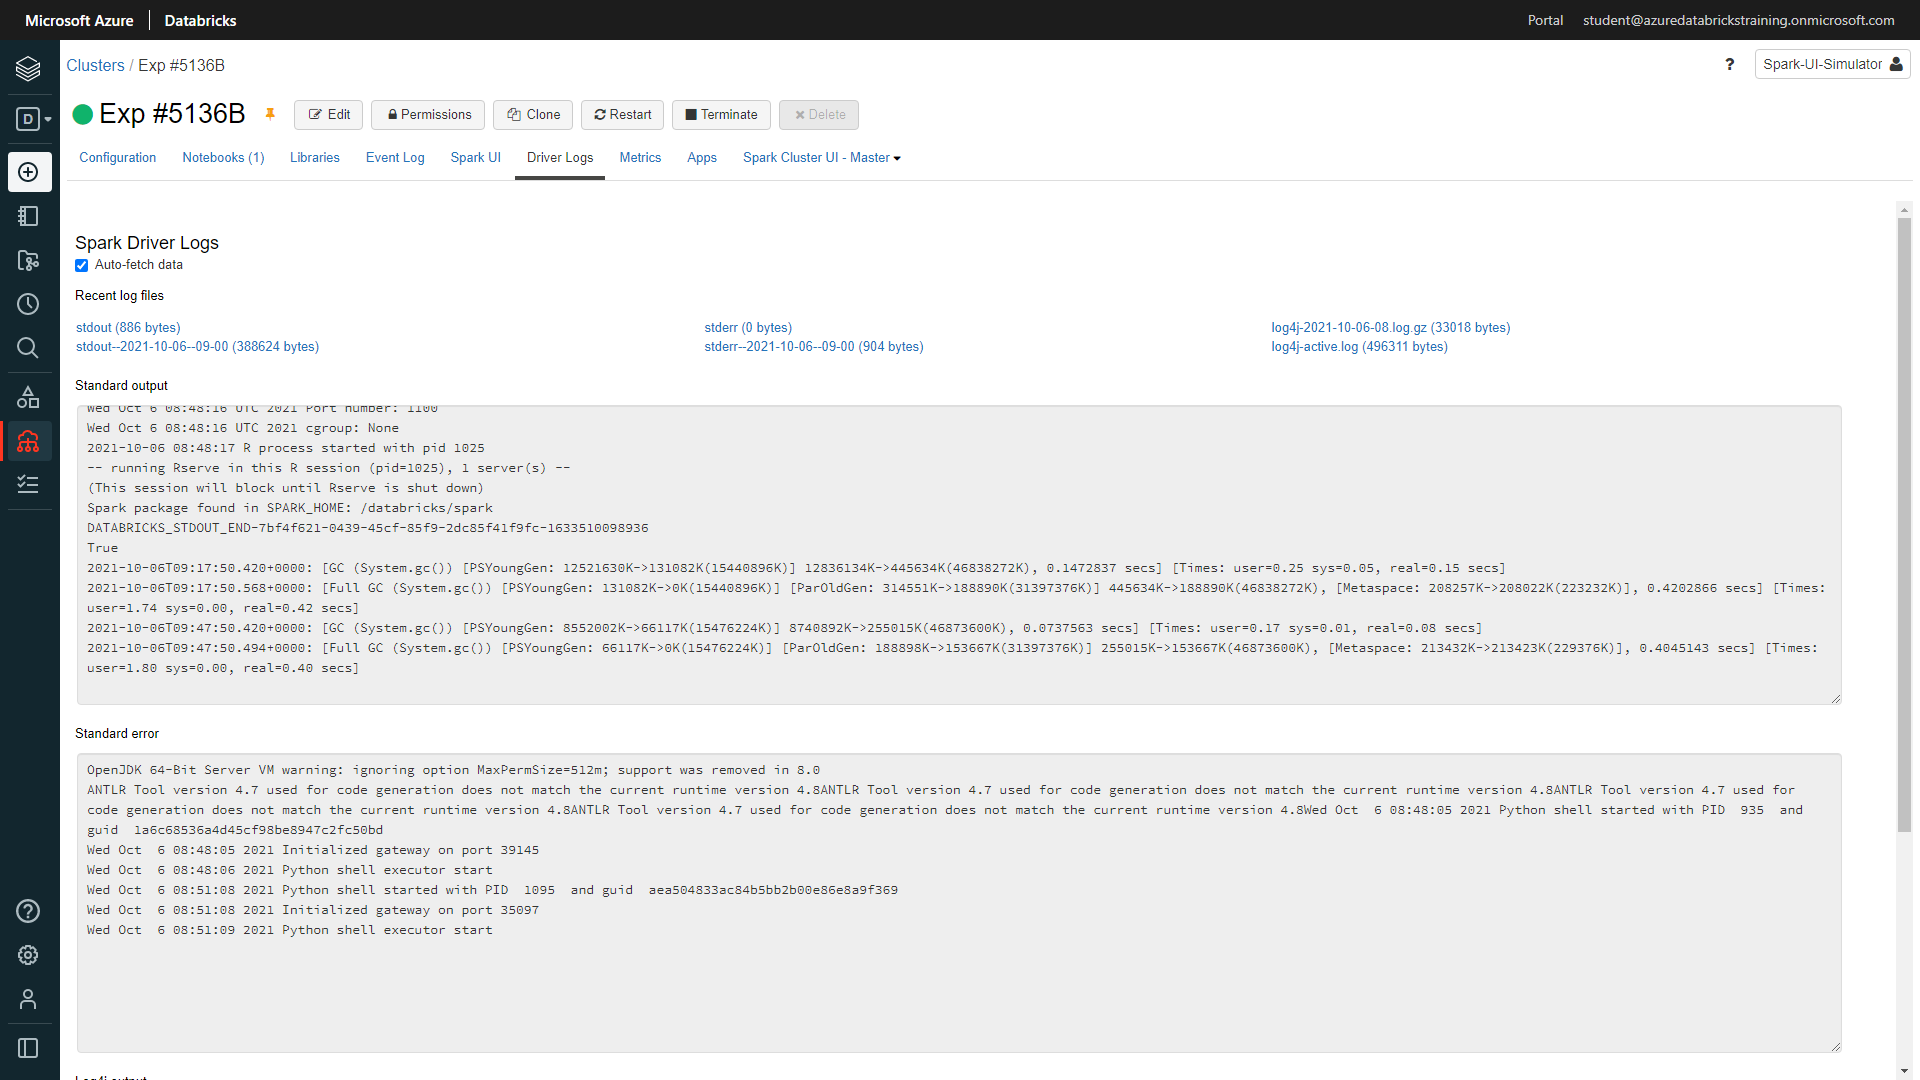 Microsoft Azure
Databricks
Portal
student@azuredatabrickstraining.onmicrosoft.com
Clusters / Exp #5136B
?
Spark-UI-Simulator
D
Exp #5136B
Edit
Permissions
Clone
Restart
Terminate
Delete
Configuration
Notebooks (1)
Libraries
Event Log
Spark UI
Driver Logs
Metrics
Apps
Spark Cluster UI - Master
Spark Driver Logs
Auto-fetch data
Recent log files
stdout (886 bytes)
stderr (0 bytes)
log4j-2021-10-06-08.log.gz (33018 bytes)
stdout--2021-10-06--09-00 (388624 bytes)
stderr--2021-10-06--09-00 (904 bytes)
log4j-active.log (496311 bytes)
Standard output
Wed Oct 6 08:48:16 UTC 2021 Port number: 1100
Wed Oct 6 08:48:16 UTC 2021 cgroup: None
2021-10-06 08:48:17 R process started with pid 1025
-- running Rserve in this R session (pid=1025), 1 server(s) --
(This session will block until Rserve is shut down)
Spark package found in SPARK_HOME: /databricks/spark
DATABRICKS_STDOUT_END-7bf4f621-0439-45cf-85f9-2dc85f41f9fc-1633510098936
True
2021-10-06T09:17:50.420+0000: [GC (System.gc()) [PSYoungGen: 12521630K->131082K(15440896K)] 12836134K->445634K(46838272K), 0.1472837 secs] [Times: user=0.25 sys=0.05, real=0.15 secs]
2021-10-06T09:17:50.568+0000: [Full GC (System.gc()) [PSYoungGen: 131082K->0K(15440896K)] [ParOldGen: 314551K->188890K(31397376K)] 445634K->188890K(46838272K), [Metaspace: 208257K->208022K(223232K)], 0.4202866 secs] [Times:
user=1.74 sys=0.00, real=0.42 secs]
2021-10-06T09:47:50.420+0000: [GC (System.gc()) [PSYoungGen: 8552002K->66117K(15476224K)] 8740892K->255015K(46873600K), 0.0737563 secs] [Times: user=0.17 sys=0.01, real=0.08 secs]
2021-10-06T09:47:50.494+0000: [Full GC (System.gc()) [PSYoungGen: 66117K->0K(15476224K)] [ParOldGen: 188898K->153667K(31397376K)] 255015K->153667K(46873600K), [Metaspace: 213432K->213423K(229376K)], 0.4045143 secs] [Times:
user=1.80 sys=0.00, real=0.40 secs]
Standard error
OpenJDK 64-Bit Server VM warning: ignoring option MaxPermSize=512m; support was removed in 8.0
ANTLR Tool version 4.7 used for code generation does not match the current runtime version 4.8ANTLR Tool version 4.7 used for code generation does not match the current runtime version 4.8ANTLR Tool version 4.7 used for
code generation does not match the current runtime version 4.8ANTLR Tool version 4.7 used for code generation does not match the current runtime version 4.8Wed Oct  6 08:48:05 2021 Python shell started with PID  935  and
guid  1a6c68536a4d45cf98be8947c2fc50bd
Wed Oct  6 08:48:05 2021 Initialized gateway on port 39145
Wed Oct  6 08:48:06 2021 Python shell executor start
Wed Oct  6 08:51:08 2021 Python shell started with PID  1095  and guid  aea504833ac84b5bb2b00e86e8a9f369
Wed Oct  6 08:51:08 2021 Initialized gateway on port 35097
Wed Oct  6 08:51:09 2021 Python shell executor start
Log4j output